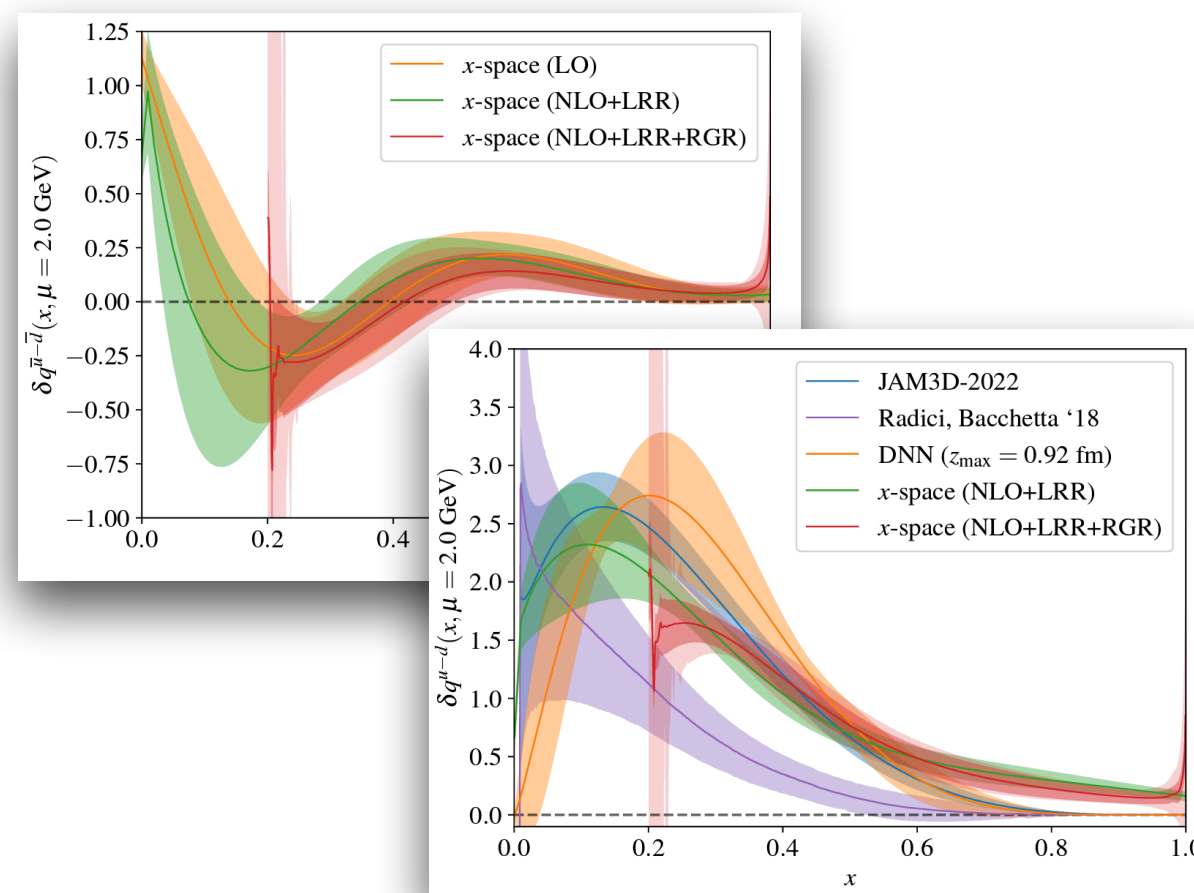 1.25
1.00
0.75
0.50
0.25
0.00
−0.25
−0.50
−0.75
−1.00
0.0 0.2 0.4
δq^{ū−d̄}(x, μ = 2.0 GeV)
x-space (LO)
x-space (NLO+LRR)
x-space (NLO+LRR+RGR)
4.0
3.5
3.0
2.5
2.0
1.5
1.0
0.5
0.0
0.0 0.2 0.4 0.6 0.8 1.0
δq^{u−d}(x, μ = 2.0 GeV)
x
JAM3D-2022
Radici, Bacchetta ‘18
DNN (z_max = 0.92 fm)
x-space (NLO+LRR)
x-space (NLO+LRR+RGR)